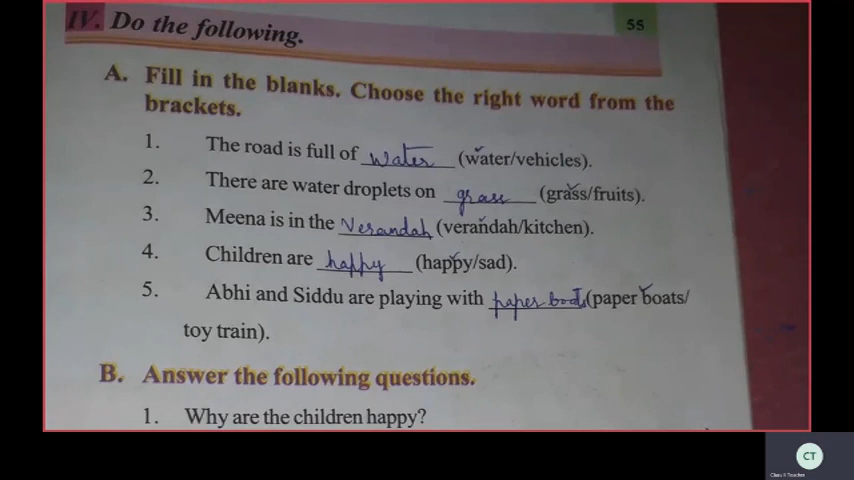 IV. Do the following.
55
A. Fill in the blanks. Choose the right word from the
brackets.
1. The road is full of water (water/vehicles).
2. There are water droplets on grass (grass/fruits).
3. Meena is in the Verandah (verandah/kitchen).
4. Children are happy (happy/sad).
5. Abhi and Siddu are playing with paper boats (paper boats/
toy train).
B. Answer the following questions.
1. Why are the children happy?
CT
Class II Teacher